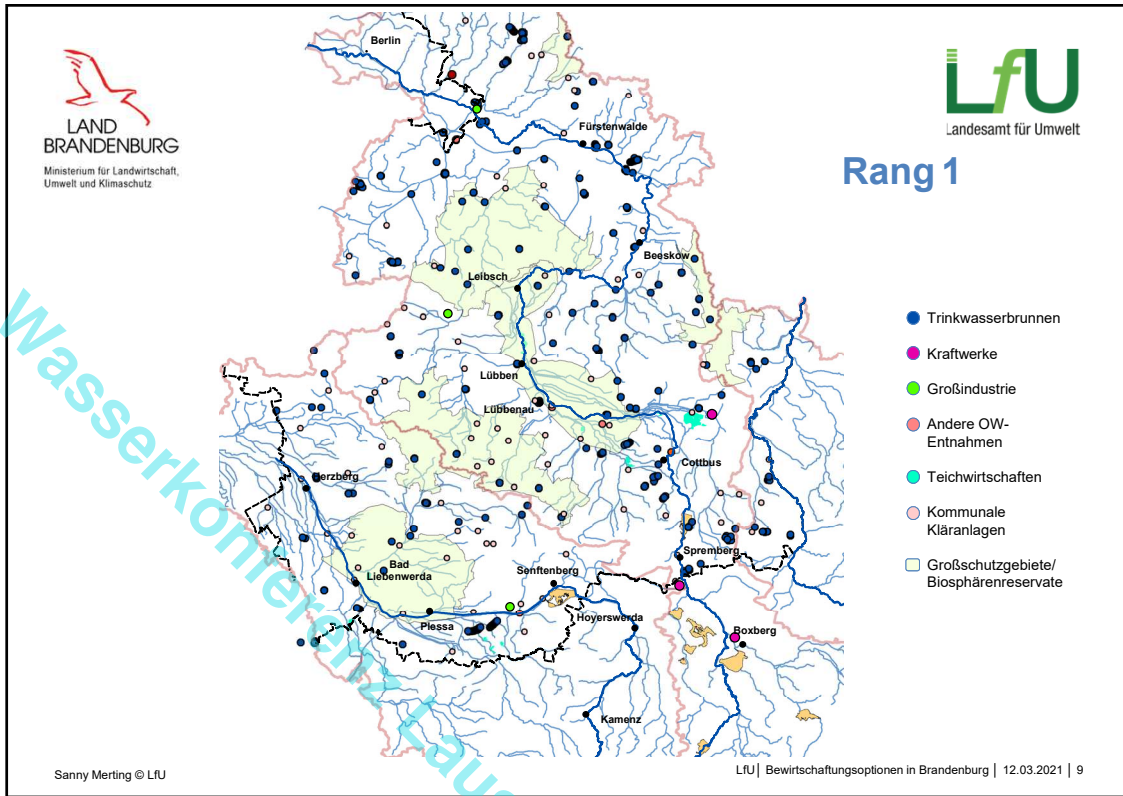 LAND
BRANDENBURG
Ministerium für Landwirtschaft,
Umwelt und Klimaschutz
LfU
Landesamt für Umwelt
Rang 1
Berlin
Fürstenwalde
Beeskow
Leibsch
Lübben
Lübbenau
Cottbus
Herzberg
Spremberg
Bad
Liebenwerda
Senftenberg
Plessa
Hoyerswerda
Boxberg
Kamenz
Trinkwasserbrunnen
Kraftwerke
Großindustrie
Andere OW-
Entnahmen
Teichwirtschaften
Kommunale
Kläranlagen
Großschutzgebiete/
Biosphärenreservate
Wasserkonferenz Laus
Sanny Merting © LfU
LfU | Bewirtschaftungsoptionen in Brandenburg | 12.03.2021 | 9